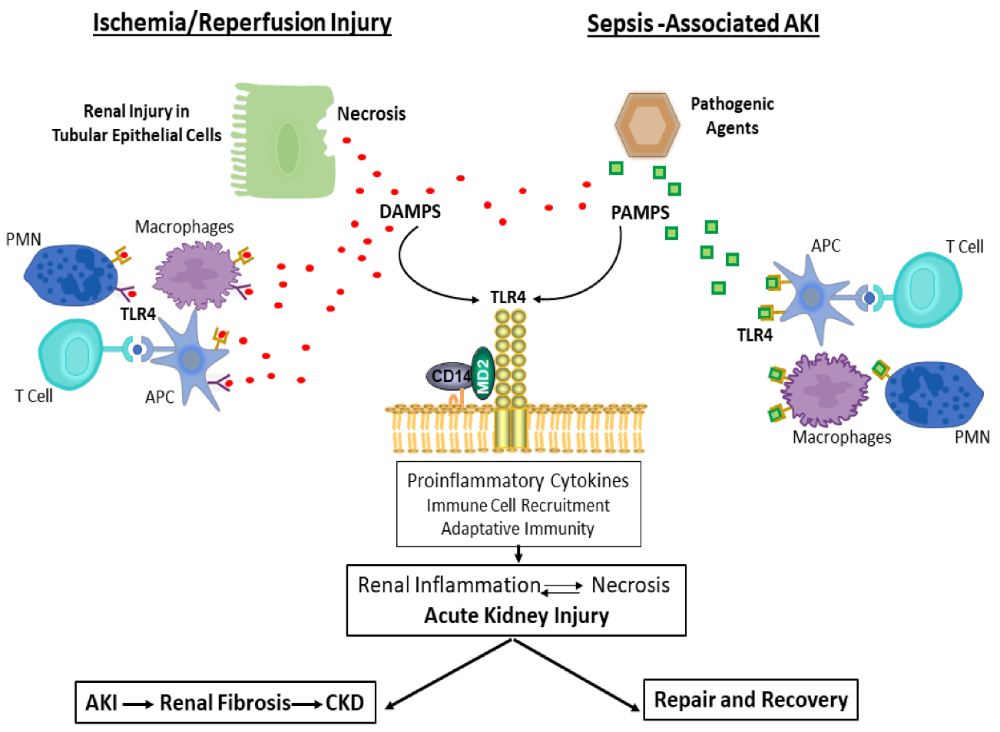 Ischemia/Reperfusion Injury
Sepsis -Associated AKI
Renal Injury in
Tubular Epithelial Cells
Necrosis
Pathogenic
Agents
DAMPS
PAMPS
PMN
Macrophages
TLR4
T Cell
APC
TLR4
CD14
MD2
APC
T Cell
TLR4
Macrophages
PMN
Proinflammatory Cytokines
Immune Cell Recruitment
Adaptative Immunity
Renal Inflammation Necrosis
Acute Kidney Injury
AKI Renal Fibrosis CKD
Repair and Recovery